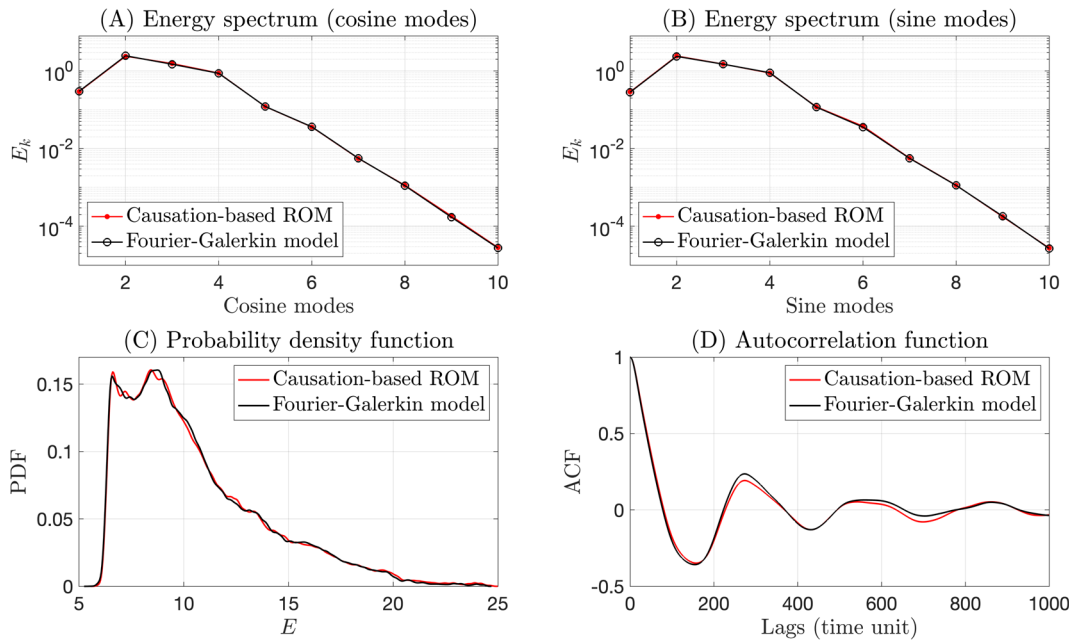 (A) Energy spectrum (cosine modes)
10^0
10^-2
10^-4
E_k
Causation-based ROM
Fourier-Galerkin model
2 4 6 8 10
Cosine modes
(B) Energy spectrum (sine modes)
10^0
10^-2
10^-4
E_k
Causation-based ROM
Fourier-Galerkin model
2 4 6 8 10
Sine modes
(C) Probability density function
0.15
0.1
0.05
0
PDF
Causation-based ROM
Fourier-Galerkin model
5 10 15 20 25
E
(D) Autocorrelation function
1
0.5
0
-0.5
ACF
Causation-based ROM
Fourier-Galerkin model
0 200 400 600 800 1000
Lags (time unit)